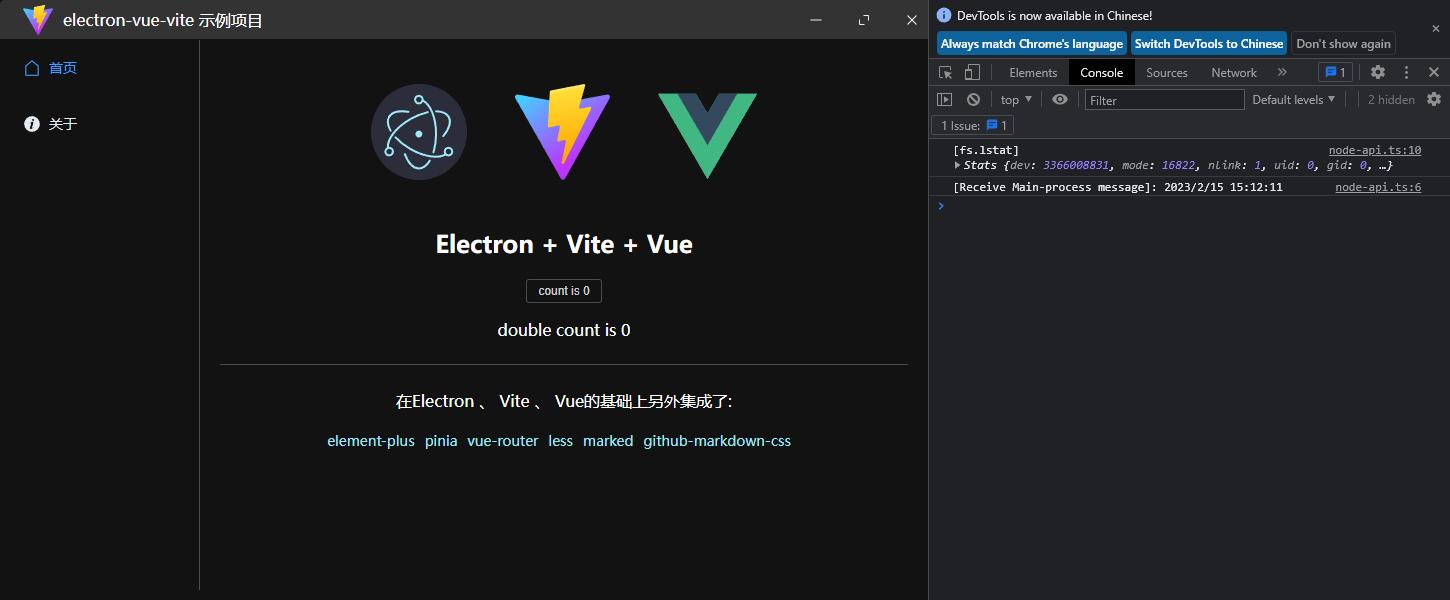 electron-vue-vite 示例项目
首页
关于
Electron + Vite + Vue
count is 0
double count is 0
在Electron 、 Vite 、 Vue的基础上另外集成了:
element-plus pinia vue-router less marked github-markdown-css
DevTools is now available in Chinese!
Always match Chrome's language Switch DevTools to Chinese Don't show again
Elements Console Sources Network » 1
top Filter Default levels 2 hidden
1 Issue: 1
[fs.lstat] node-api.ts:10
Stats {dev: 3366008831, mode: 16822, nlink: 1, uid: 0, gid: 0, …}
[Receive Main-process message]: 2023/2/15 15:12:11 node-api.ts:6